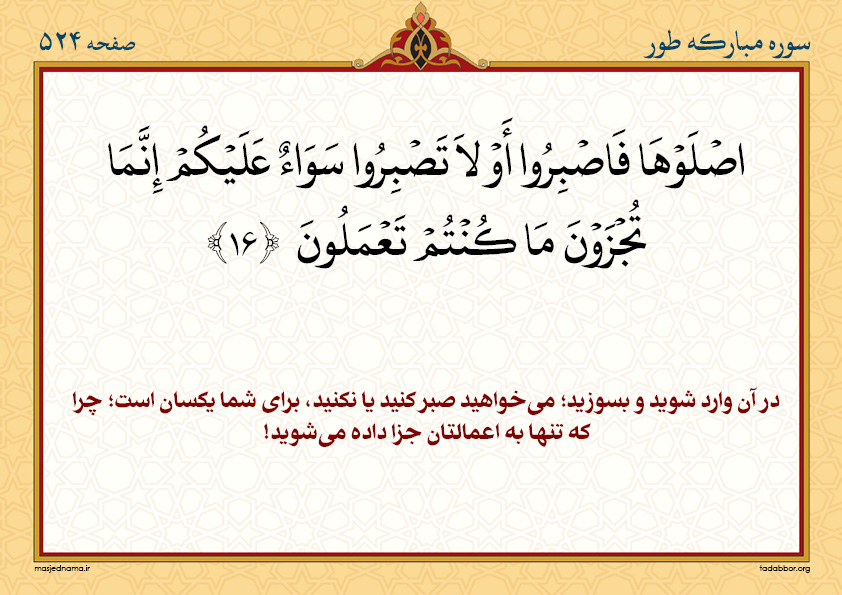 سوره مبارکه طور
صفحه ۵۲۴
اصْلَوْهَا فَاصْبِرُوا أَوْ لاَ تَصْبِرُوا سَوَاءٌ عَلَيْكُمْ إِنَّمَا
تُجْزَوْنَ مَا كُنْتُمْ تَعْمَلُونَ ﴿۱۶﴾
در آن وارد شوید و بسوزید؛ می‌خواهید صبر کنید یا نکنید، برای شما یکسان است؛ چرا
که تنها به اعمالتان جزا داده می‌شوید!
masjednama.ir
tadabbor.org